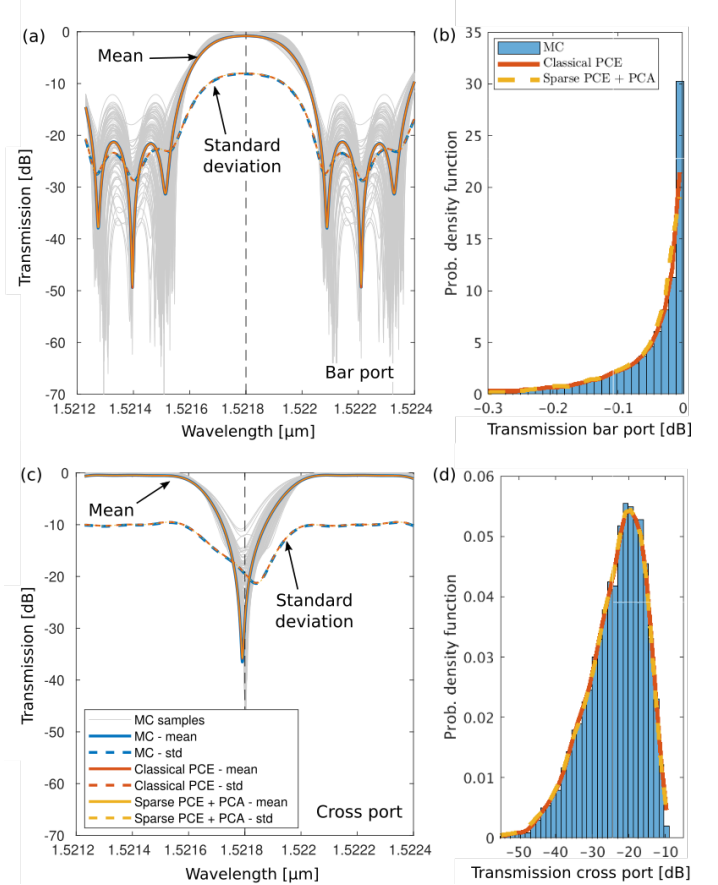 (a)
0
-10
-20
-30
-40
-50
-60
-70
Transmission [dB]
Mean
Standard
deviation
Bar port
1.5212
1.5214
1.5216
1.5218
1.522
1.5222
1.5224
Wavelength [µm]
(b)
35
30
25
20
15
10
5
0
Prob. density function
MC
Classical PCE
Sparse PCE + PCA
-0.3
-0.2
-0.1
0
Transmission bar port [dB]
(c)
0
-10
-20
-30
-40
-50
-60
-70
Transmission [dB]
Mean
Standard
deviation
MC samples
MC - mean
MC - std
Classical PCE - mean
Classical PCE - std
Sparse PCE + PCA - mean
Sparse PCE + PCA - std
Cross port
1.5212
1.5214
1.5216
1.5218
1.522
1.5222
1.5224
Wavelength [µm]
(d)
0.06
0.05
0.04
0.03
0.02
0.01
0
Prob. density function
-50
-40
-30
-20
-10
Transmission cross port [dB]